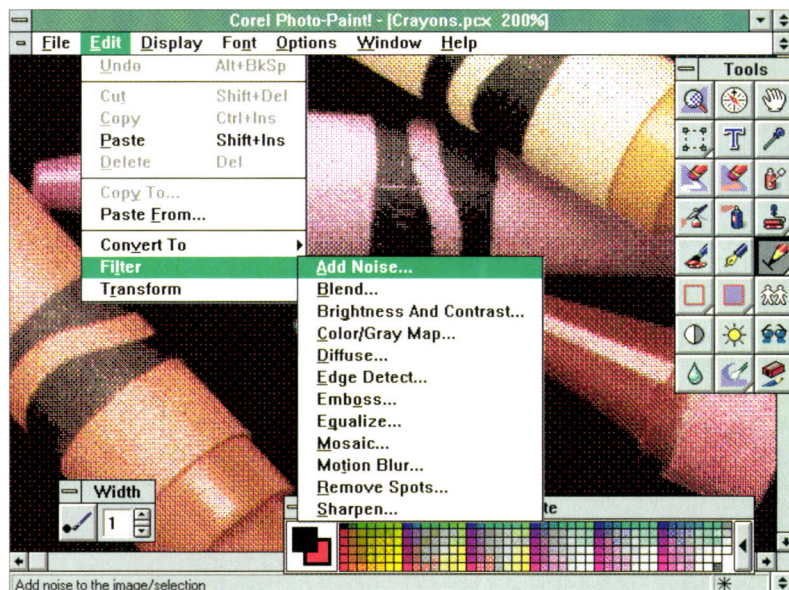 Corel Photo-Paint! - [Crayons.pcx 200%]
File Edit Display Font Options Window Help
Undo Alt+BkSp
Cut Shift+Del
Copy Ctrl+Ins
Paste Shift+Ins
Delete Del
Copy To...
Paste From...
Convert To
Filter
Transform
Add Noise...
Blend...
Brightness And Contrast...
Color/Gray Map...
Diffuse...
Edge Detect...
Emboss...
Equalize...
Mosaic...
Motion Blur...
Remove Spots...
Sharpen...
Tools
T
Width
1
te
Add noise to the image/selection